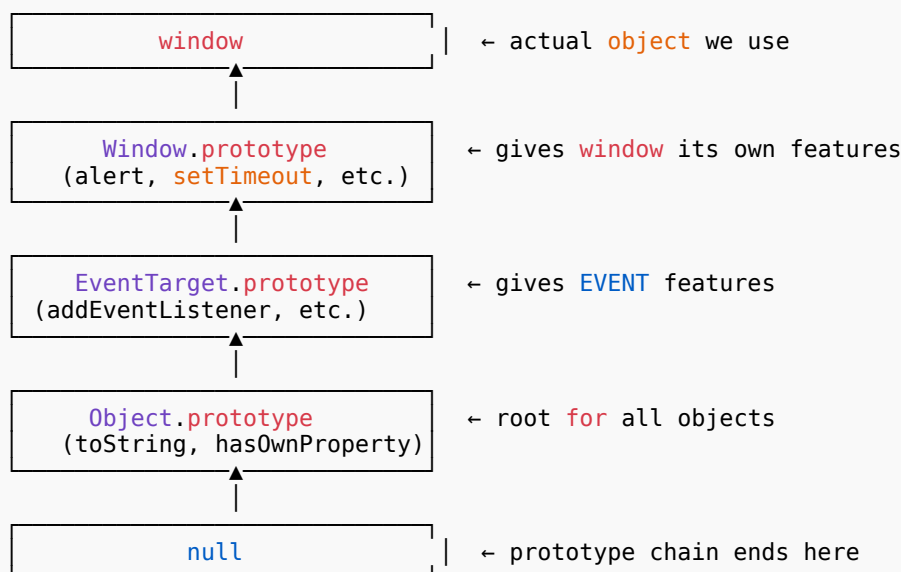 window ← actual object we use
Window.prototype ← gives window its own features
(alert, setTimeout, etc.)
EventTarget.prototype ← gives EVENT features
(addEventListener, etc.)
Object.prototype ← root for all objects
(toString, hasOwnProperty)
null ← prototype chain ends here